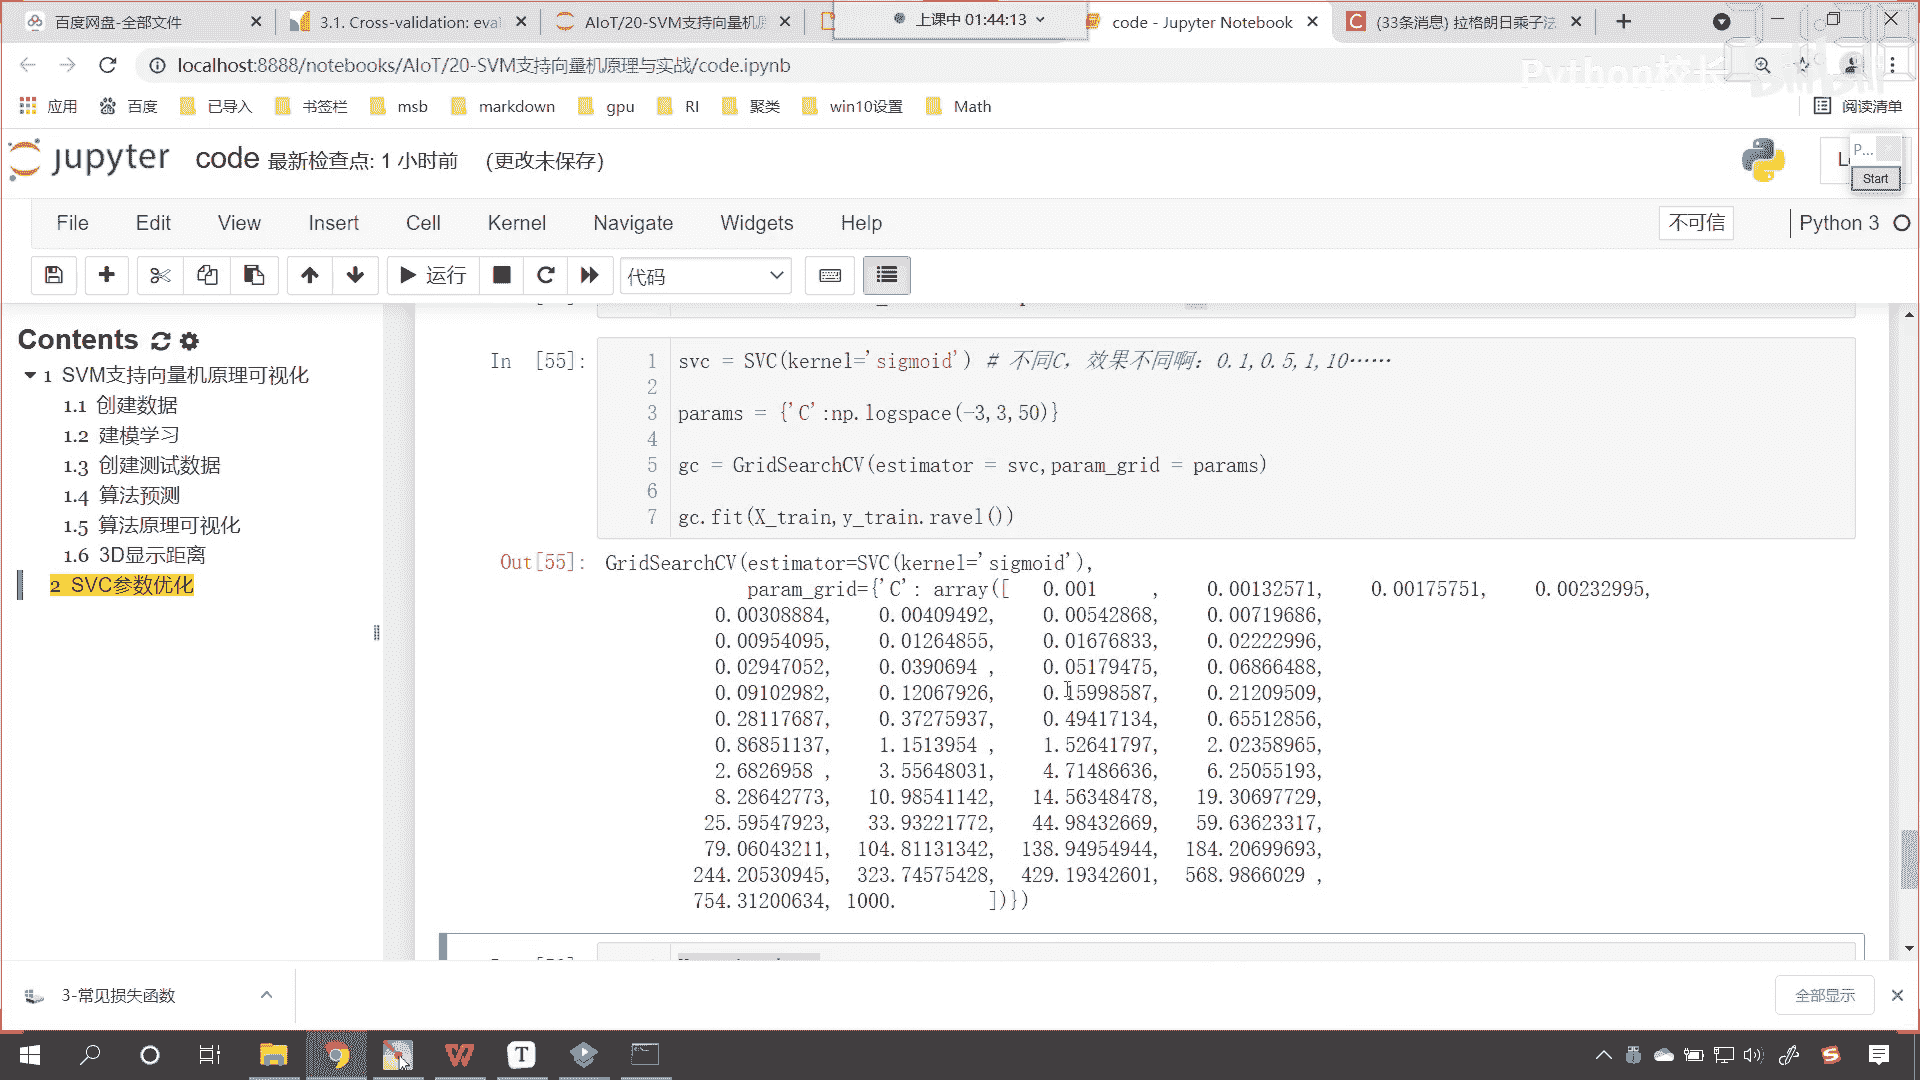 百度网盘-全部文件
3.1. Cross-validation: eval
AIoT/20-SVM支持向量机原
上课中 01:44:13
code - Jupyter Notebook
(33条消息) 拉格朗日乘子法
localhost:8888/notebooks/AIoT/20-SVM支持向量机原理与实战/code.ipynb
Python校长
bilibili
应用 百度 已导入 书签栏 msb markdown gpu RI 聚类 win10设置 Math 阅读清单
jupyter code 最新检查点: 1 小时前 (更改未保存)
P...
Start
File Edit View Insert Cell Kernel Navigate Widgets Help 不可信 Python 3
运行 代码
Contents
1 SVM支持向量机原理可视化
1.1 创建数据
1.2 建模学习
1.3 创建测试数据
1.4 算法预测
1.5 算法原理可视化
1.6 3D显示距离
2 SVC参数优化
In [55]:
1 svc = SVC(kernel='sigmoid') # 不同C, 效果不同啊: 0.1,0.5,1,10……
2
3 params = {'C':np.logspace(-3,3,50)}
4
5 gc = GridSearchCV(estimator = svc,param_grid = params)
6
7 gc.fit(X_train,y_train.ravel())
Out[55]: GridSearchCV(estimator=SVC(kernel='sigmoid'),
param_grid={'C': array([ 0.001 , 0.00132571, 0.00175751, 0.00232995,
0.00308884, 0.00409492, 0.00542868, 0.00719686,
0.00954095, 0.01264855, 0.01676833, 0.02222996,
0.02947052, 0.0390694 , 0.05179475, 0.06866488,
0.09102982, 0.12067926, 0.15998587, 0.21209509,
0.28117687, 0.37275937, 0.49417134, 0.65512856,
0.86851137, 1.1513954 , 1.52641797, 2.02358965,
2.6826958 , 3.55648031, 4.71486636, 6.25055193,
8.28642773, 10.98541142, 14.56348478, 19.30697729,
25.59547923, 33.93221772, 44.98432669, 59.63623317,
79.06043211, 104.81131342, 138.94954944, 184.20699693,
244.20530945, 323.74575428, 429.19342601, 568.9866029 ,
754.31200634, 1000. ])})
3-常见损失函数
全部显示